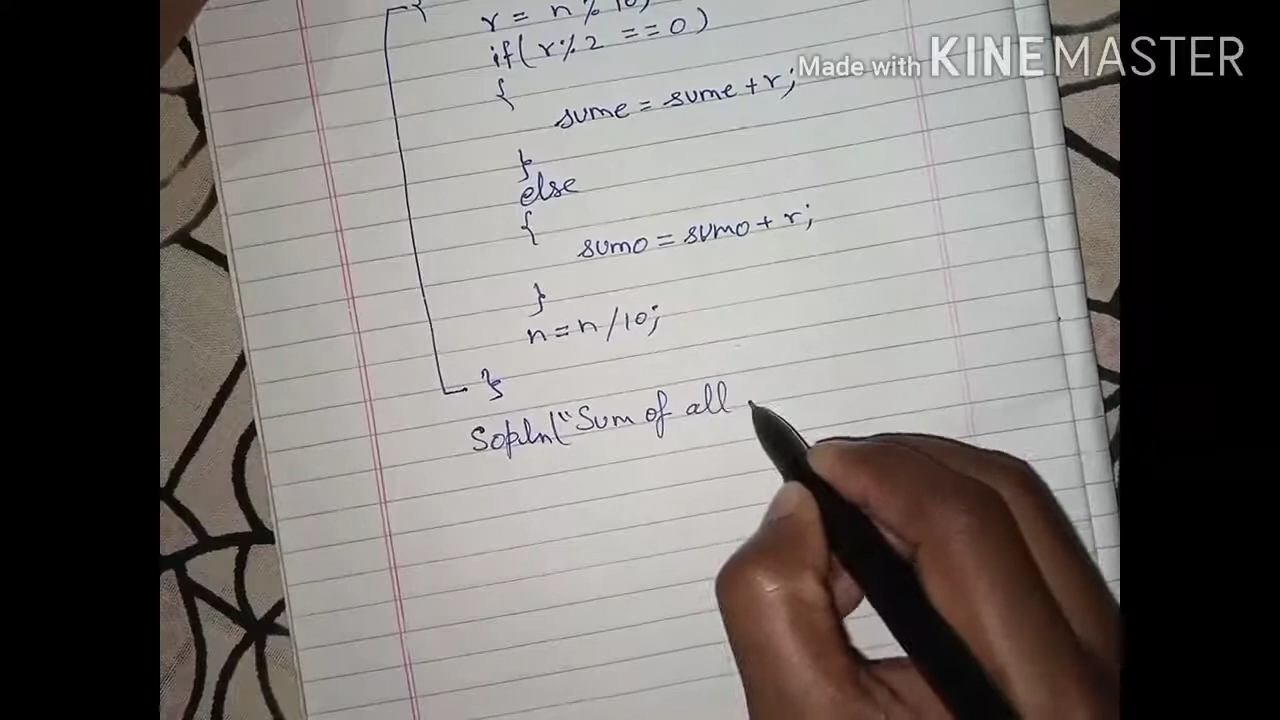 {
r = n % 10;
if(r%2 ==0)
{
sume = sume + r;
}
else
{
sumo = sumo + r;
}
n = n /10;
}
Sopln("Sum of all
Made with KINEMASTER